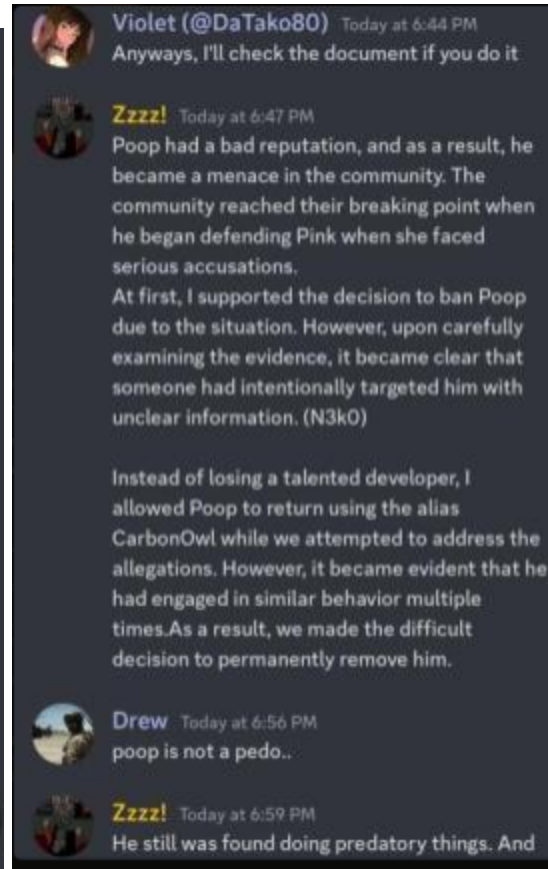 Violet (@DaTako80) Today at 6:44 PM
Anyways, I'll check the document if you do it
Zzzz! Today at 6:47 PM
Poop had a bad reputation, and as a result, he
became a menace in the community. The
community reached their breaking point when
he began defending Pink when she faced
serious accusations.
At first, I supported the decision to ban Poop
due to the situation. However, upon carefully
examining the evidence, it became clear that
someone had intentionally targeted him with
unclear information. (N3k0)
Instead of losing a talented developer, I
allowed Poop to return using the alias
CarbonOwl while we attempted to address the
allegations. However, it became evident that he
had engaged in similar behavior multiple
times.As a result, we made the difficult
decision to permanently remove him.
Drew Today at 6:56 PM
poop is not a pedo..
Zzzz! Today at 6:59 PM
He still was found doing predatory things. And